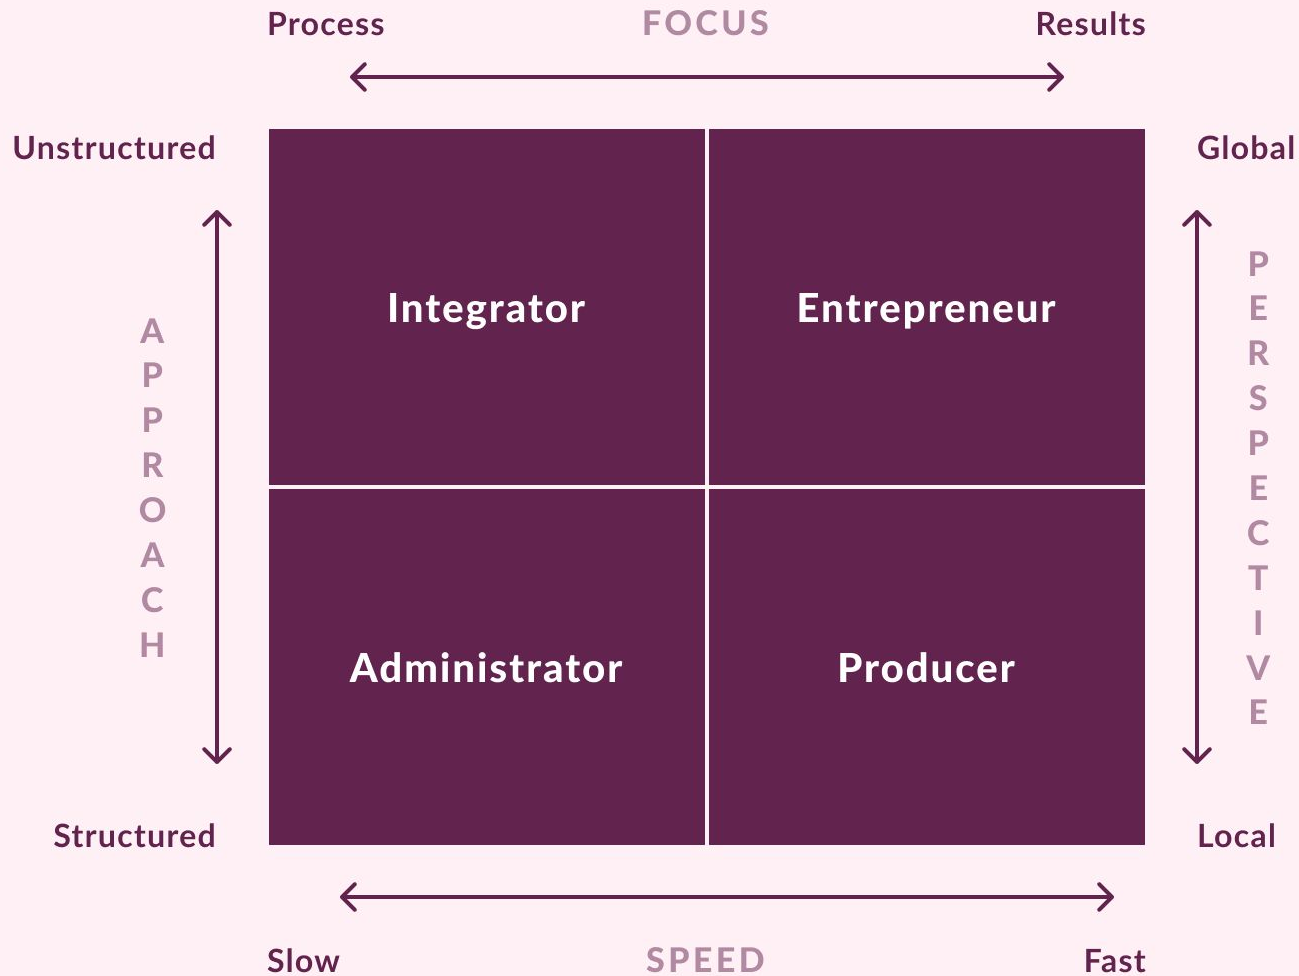 Process FOCUS Results
Unstructured Global
Integrator Entrepreneur
APPROACH
PERSPECTIVE
Administrator Producer
Structured Local
Slow SPEED Fast